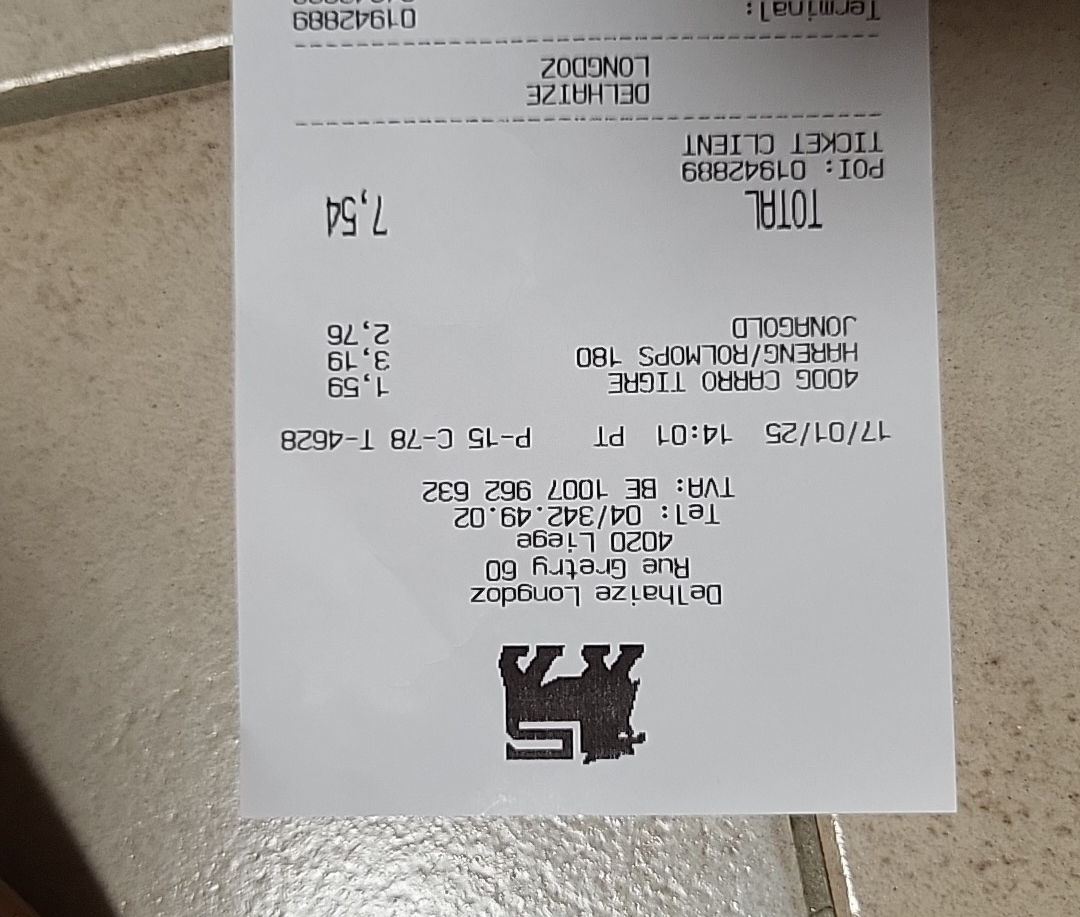 Delhaize Longdoz
Rue Gretry 60
4020 Liege
Tel: 04/342.49.02
TVA: BE 1007 962 632
17/01/25 14:01 PT P-15 C-78 T-4628
400G CARRO TIGRE 1,59
HARENG/ROLMOPS 180 3,19
JONAGOLD 2,76
TOTAL 7,54
POI: 01942889
TICKET CLIENT
DELHAIZE
LONGDOZ
Terminal: 01942889